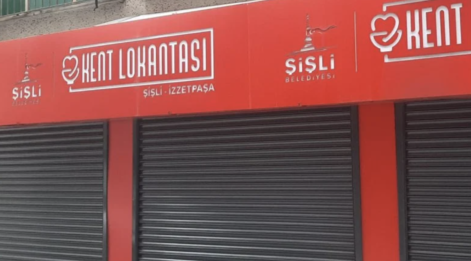 ŞİŞLİ
KENT LOKANTASI
ŞİŞLİ - İZZETPAŞA
ŞİŞLİ
BELEDİYESİ
KENT